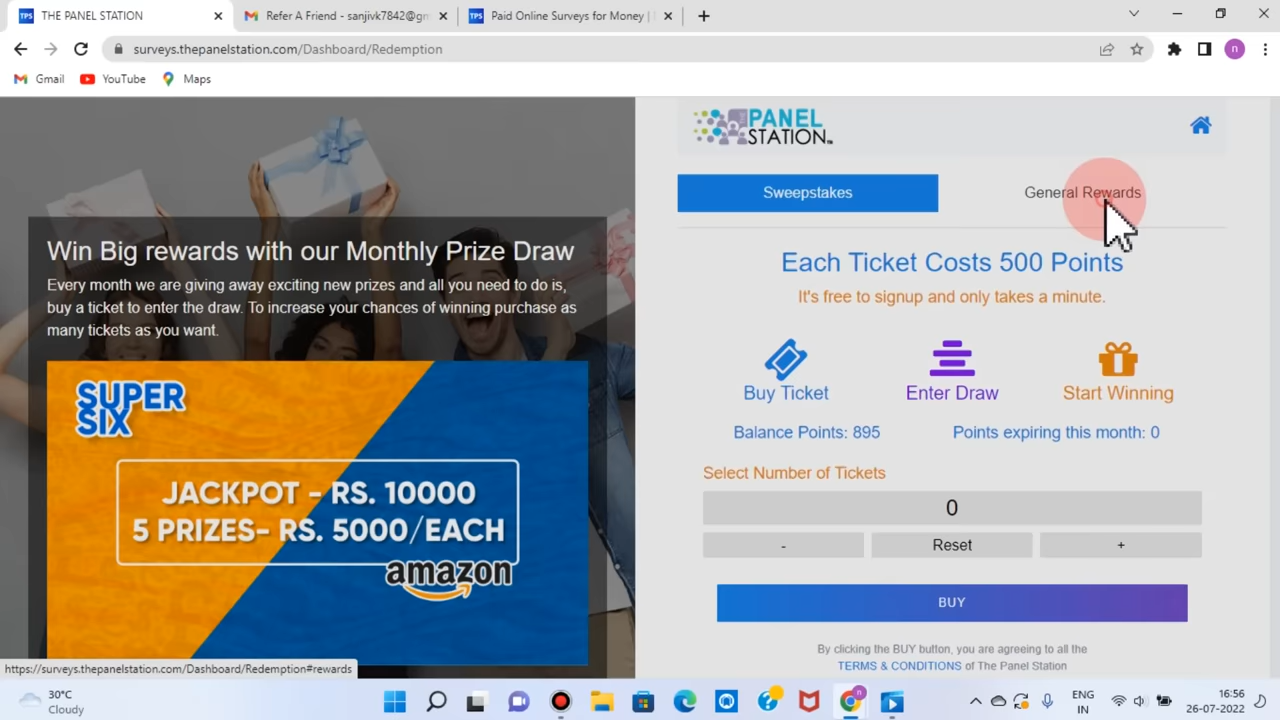 THE PANEL STATION
Refer A Friend - sanjivk7842@gm
Paid Online Surveys for Money |
surveys.thepanelstation.com/Dashboard/Redemption
n
Gmail
YouTube
Maps
THE
PANEL
STATION
Sweepstakes
General Rewards
Win Big rewards with our Monthly Prize Draw
Every month we are giving away exciting new prizes and all you need to do is,
buy a ticket to enter the draw. To increase your chances of winning purchase as
many tickets as you want.
SUPER
SIX
JACKPOT - RS. 10000
5 PRIZES- RS. 5000/EACH
amazon
Each Ticket Costs 500 Points
It's free to signup and only takes a minute.
Buy Ticket
Enter Draw
Start Winning
Balance Points: 895
Points expiring this month: 0
Select Number of Tickets
0
-
Reset
+
BUY
By clicking the BUY button, you are agreeing to all the
TERMS & CONDITIONS of The Panel Station
https://surveys.thepanelstation.com/Dashboard/Redemption#rewards
30°C
Cloudy
ENG
IN
16:56
26-07-2022